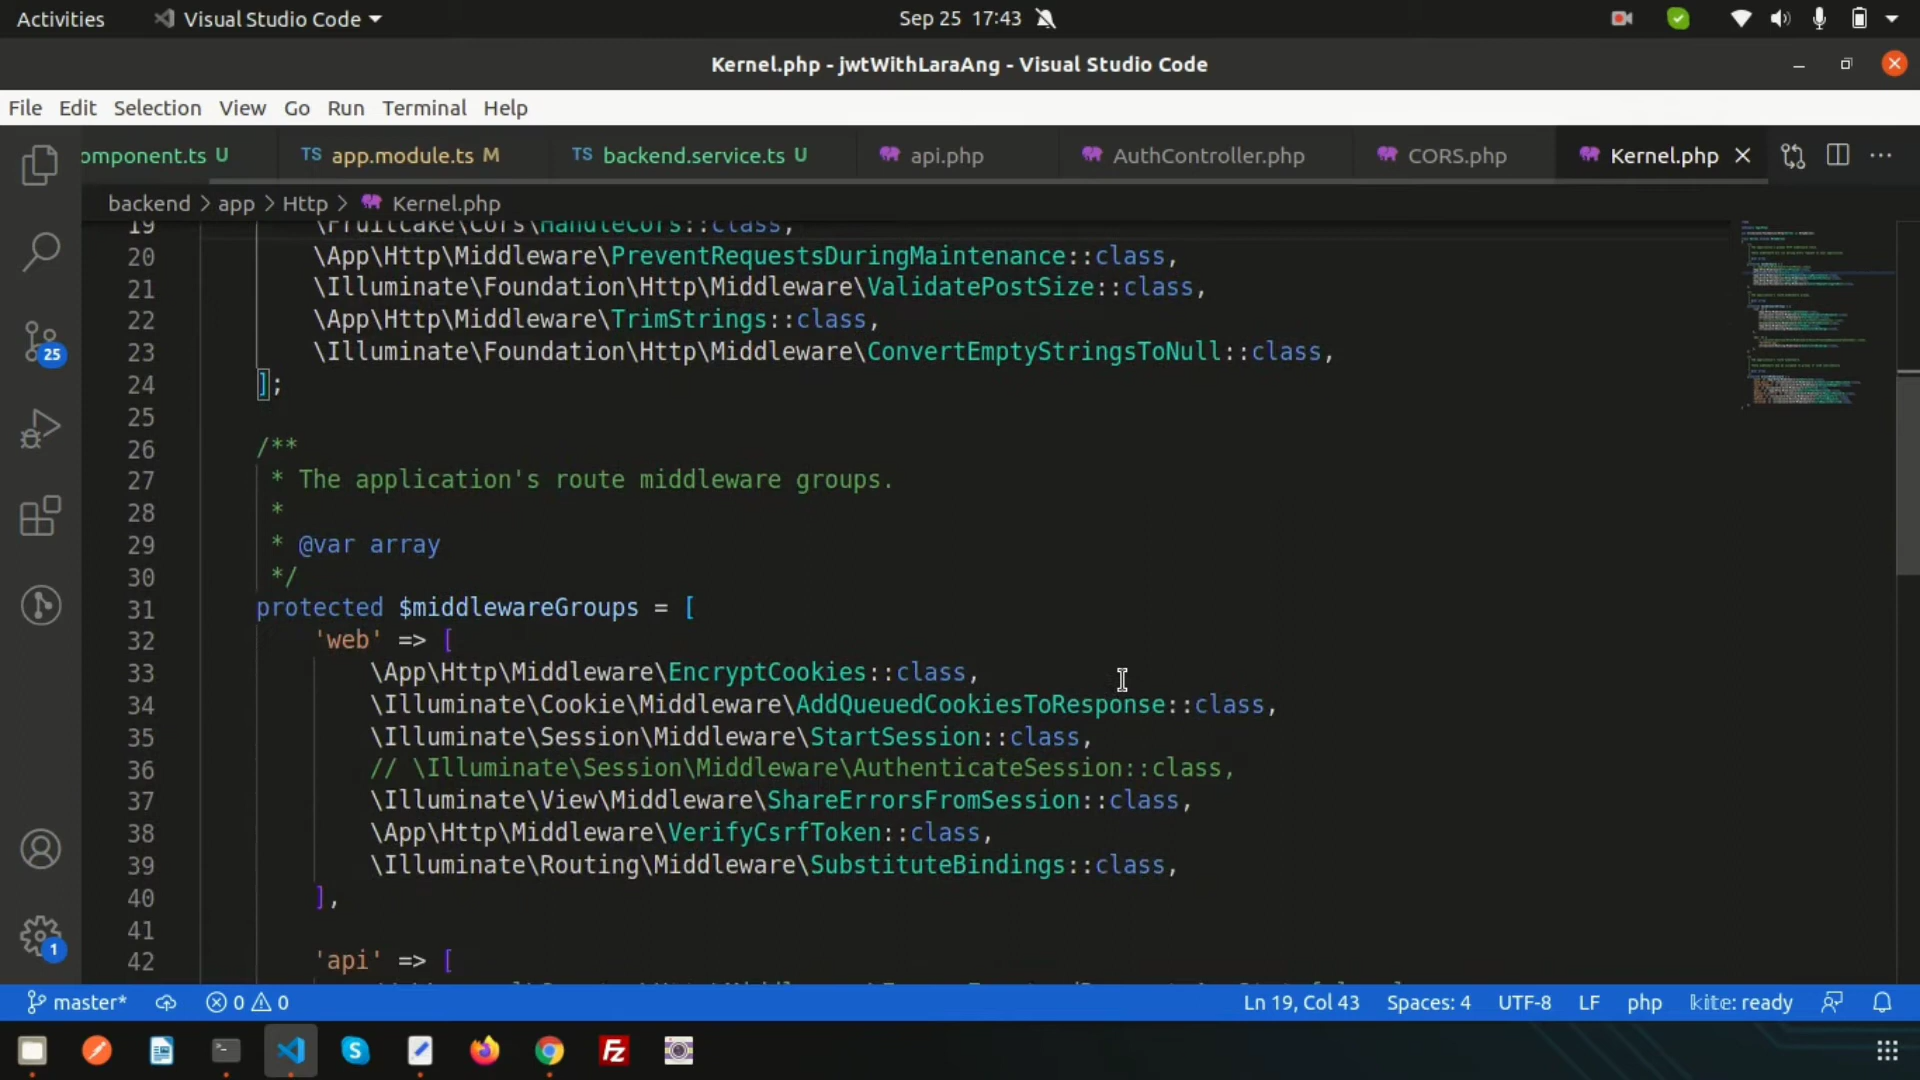 Activities
Visual Studio Code
Sep 25 17:43
Kernel.php - jwtWithLaraAng - Visual Studio Code
File Edit Selection View Go Run Terminal Help
omponent.ts U
TS app.module.ts M
TS backend.service.ts U
api.php
AuthController.php
CORS.php
Kernel.php
backend > app > Http > Kernel.php
19 \Fruitcake\Cors\HandleCors::class,
20 \App\Http\Middleware\PreventRequestsDuringMaintenance::class,
21 \Illuminate\Foundation\Http\Middleware\ValidatePostSize::class,
22 \App\Http\Middleware\TrimStrings::class,
23 \Illuminate\Foundation\Http\Middleware\ConvertEmptyStringsToNull::class,
24 ];
25
26 /**
27 * The application's route middleware groups.
28 *
29 * @var array
30 */
31 protected $middlewareGroups = [
32 'web' => [
33 \App\Http\Middleware\EncryptCookies::class,
34 \Illuminate\Cookie\Middleware\AddQueuedCookiesToResponse::class,
35 \Illuminate\Session\Middleware\StartSession::class,
36 // \Illuminate\Session\Middleware\AuthenticateSession::class,
37 \Illuminate\View\Middleware\ShareErrorsFromSession::class,
38 \App\Http\Middleware\VerifyCsrfToken::class,
39 \Illuminate\Routing\Middleware\SubstituteBindings::class,
40 ],
41
42 'api' => [
25
1
master* 0 0 Ln 19, Col 43 Spaces: 4 UTF-8 LF php kite: ready